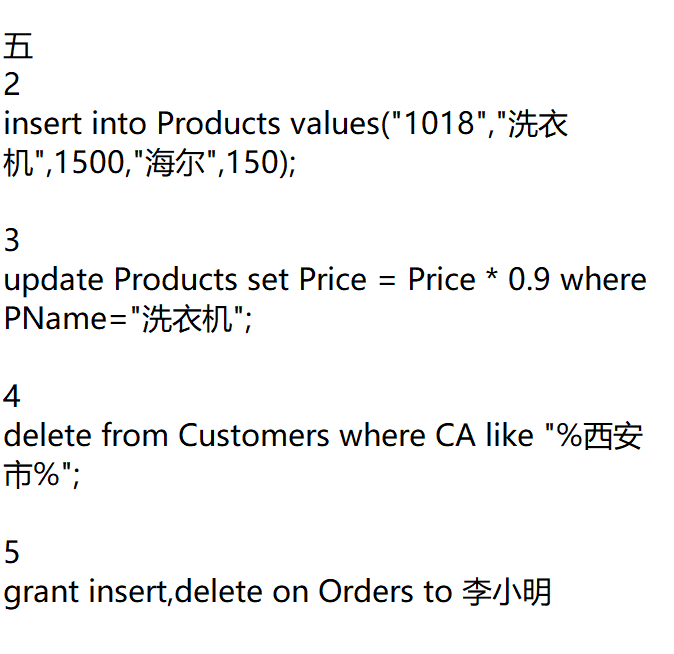 五
2
insert into Products values("1018","洗衣
机",1500,"海尔",150);
3
update Products set Price = Price * 0.9 where
PName="洗衣机";
4
delete from Customers where CA like "%西安
市%";
5
grant insert,delete on Orders to 李小明